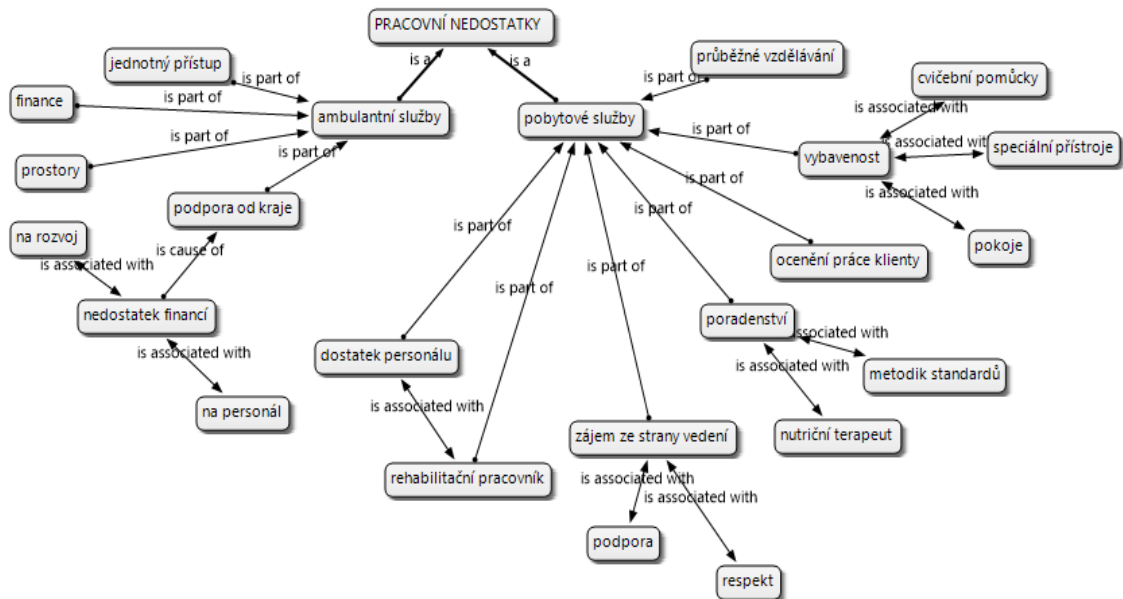 PRACOVNÍ NEDOSTATKY
is a
is a
jednotný přístup
is part of
průběžné vzdělávání
is part of
cvičební pomůcky
finance
is part of
ambulantní služby
pobytové služby
is associated with
is part of
is part of
is part of
vybavenost
is associated with
speciální přístroje
prostory
is associated with
podpora od kraje
is part of
is part of
is part of
na rozvoj
is cause of
is associated with
ocenění práce klienty
pokoje
is part of
is part of
nedostatek financí
poradenství
is associated with
is associated with
dostatek personálu
is associated with
metodik standardů
na personál
is associated with
zájem ze strany vedení
nutriční terapeut
rehabilitační pracovník
is associated with
is associated with
podpora
respekt